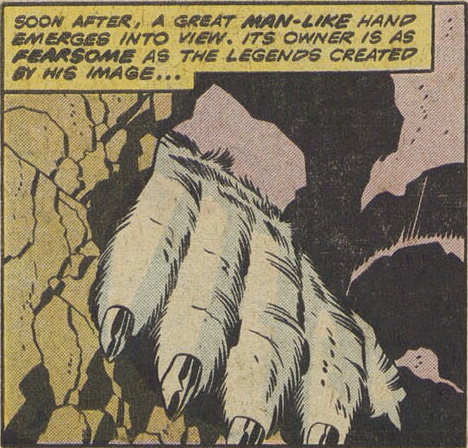 SOON AFTER, A GREAT MAN-LIKE HAND
EMERGES INTO VIEW. ITS OWNER IS AS
FEARSOME AS THE LEGENDS CREATED
BY HIS IMAGE...